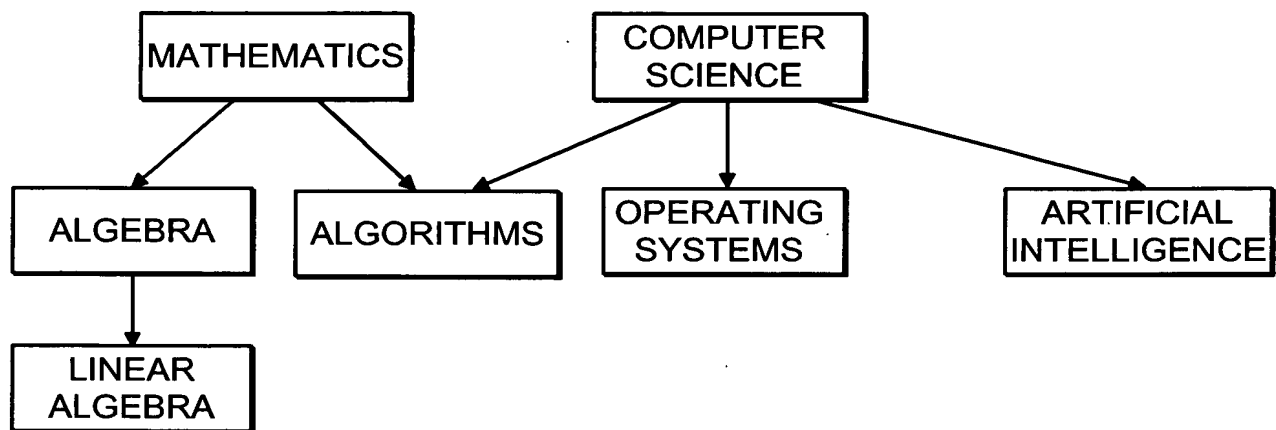 MATHEMATICS
COMPUTER
SCIENCE
ALGEBRA
ALGORITHMS
OPERATING
SYSTEMS
ARTIFICIAL
INTELLIGENCE
LINEAR
ALGEBRA